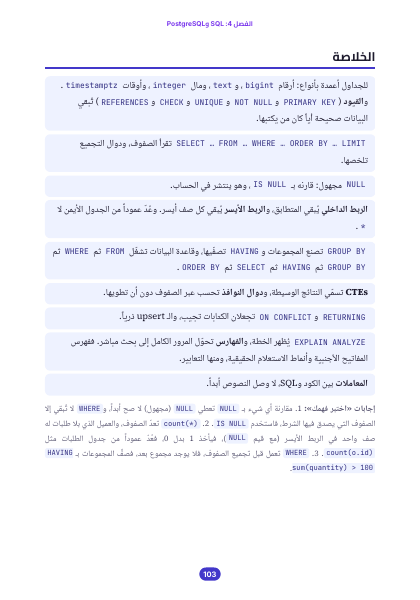 الفصل 4: SQL وPostgreSQL
الخلاصة
للجداول أعمدة بأنواع: أرقام bigint ، و text ، ومال integer ، وأوقات timestamptz .
والقيود ( PRIMARY KEY و NOT NULL و UNIQUE و CHECK و REFERENCES ) تُبقي
البيانات صحيحة أياً كان من يكتبها.
SELECT … FROM … WHERE … ORDER BY … LIMIT تقرأ الصفوف، ودوال التجميع
تلخصها.
NULL مجهول: قارنه بـ IS NULL ، وهو ينتشر في الحساب.
الربط الداخلي يُبقي المتطابق، والربط الأيسر يُبقي كل صف أيسر. وعُدّ عموداً من الجدول الأيمن لا
* .
GROUP BY تصنع المجموعات و HAVING تصفّيها، وقاعدة البيانات تشغّل FROM ثم WHERE ثم
GROUP BY ثم HAVING ثم SELECT ثم ORDER BY .
CTEs تسمّي النتائج الوسيطة، ودوال النوافذ تحسب عبر الصفوف دون أن تطويها.
RETURNING و ON CONFLICT تجعلان الكتابات تجيب، والـ upsert ذرياً.
EXPLAIN ANALYZE يُظهر الخطة، والفهارس تحوّل المرور الكامل إلى بحث مباشر. ففهرس
المفاتيح الأجنبية وأنماط الاستعلام الحقيقية، ومنها التعابير.
المعاملات بين الكود وSQL، لا وصل النصوص أبداً.
إجابات «اختبر فهمك»: 1. مقارنة أي شيء بـ NULL تعطي NULL (مجهول) لا صح أبداً، و WHERE لا تُبقي إلا
الصفوف التي يصدق فيها الشرط. فاستخدم IS NULL . 2. count(*) تعدّ الصفوف، والعميل الذي بلا طلبات له
صف واحد في الربط الأيسر (مع قيم NULL )، فيأخذ 1 بدل 0. فعُدّ عموداً من جدول الطلبات مثل
count(o.id) . 3. WHERE تعمل قبل تجميع الصفوف، فلا يوجد مجموع بعد. فصفِّ المجموعات بـ HAVING
sum(quantity) > 100.
103